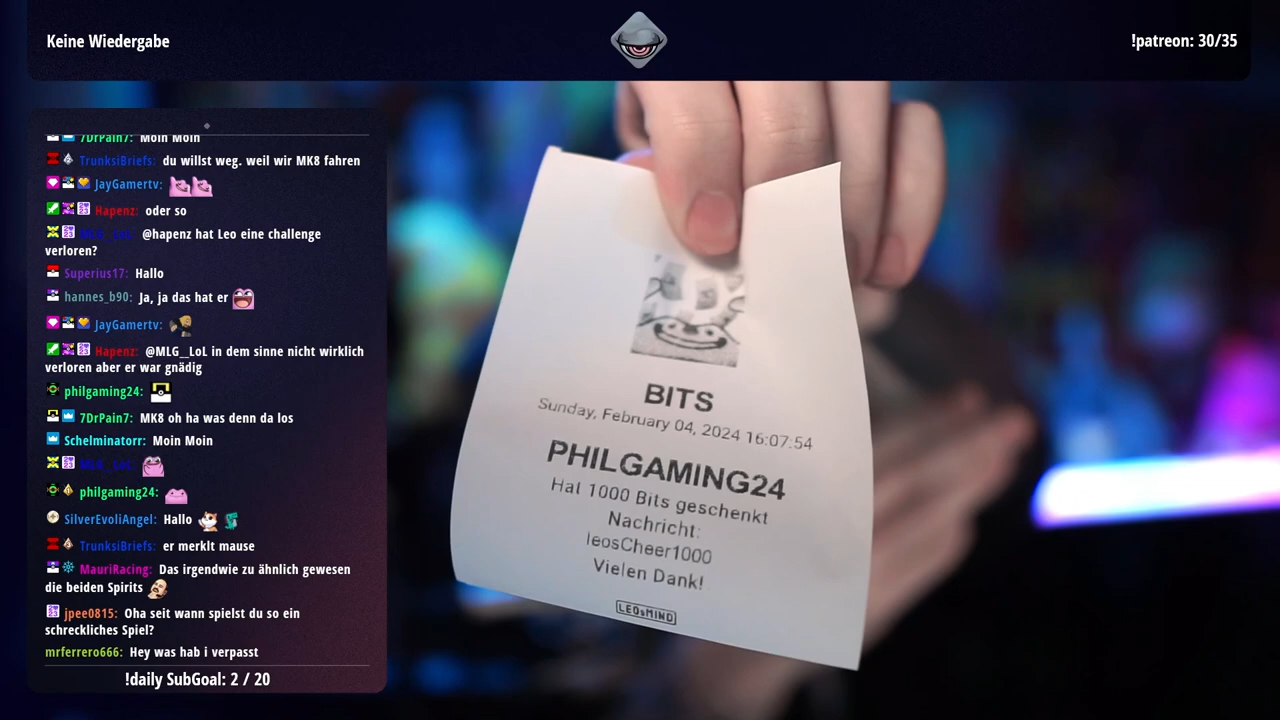 Keine Wiedergabe
!patreon: 30/35
7DrPain7: Moin Moin
TrunksiBriefs: du willst weg. weil wir MK8 fahren
JayGamertv:
Hapenz: oder so
MLG_LoL: @hapenz hat Leo eine challenge
verloren?
Superius17: Hallo
hannes_b90: Ja, ja das hat er
JayGamertv:
Hapenz: @MLG_LoL in dem sinne nicht wirklich
verloren aber er war gnädig
philgaming24:
7DrPain7: MK8 oh ha was denn da los
Schelminatorr: Moin Moin
MLG_LoL:
philgaming24:
SilverEvoliAngel: Hallo
TrunksiBriefs: er merklt mause
MauriRacing: Das irgendwie zu ähnlich gewesen
die beiden Spirits
jpee0815: Oha seit wann spielst du so ein
schreckliches Spiel?
mrferrero666: Hey was hab i verpasst
!daily SubGoal: 2 / 20
BITS
Sunday, February 04, 2024 16:07:54
PHILGAMING24
Hat 1000 Bits geschenkt
Nachricht:
leosCheer1000
Vielen Dank!
LEOsMIND